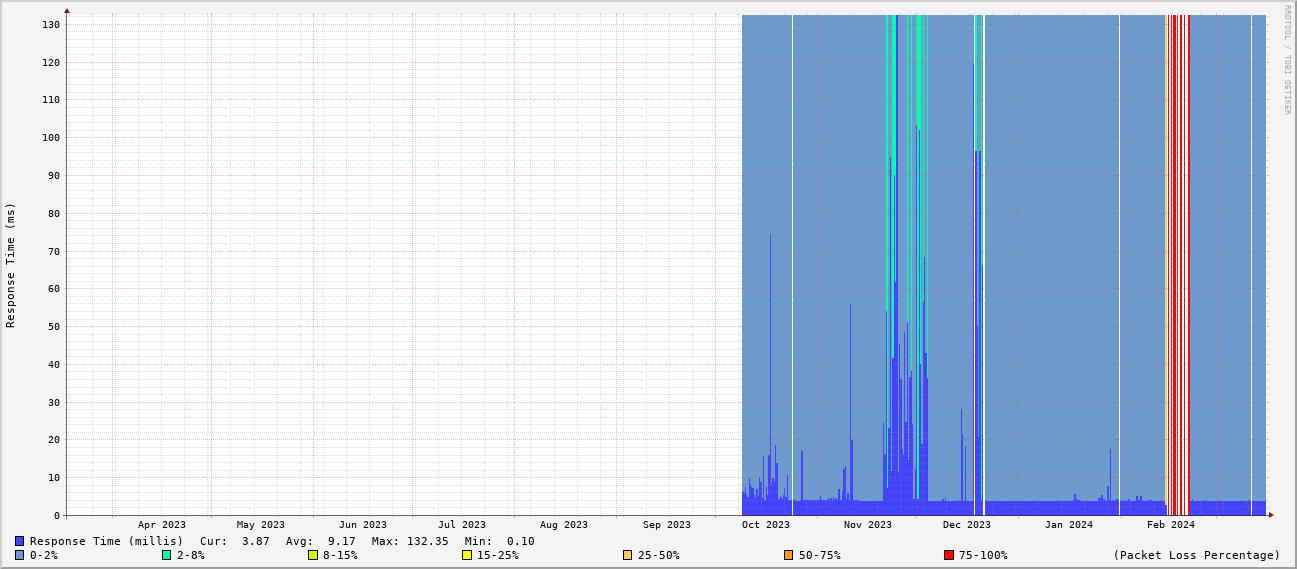 RRDTOOL / TOBI OETIKER
Response Time (ms)
130
120
110
100
90
80
70
60
50
40
30
20
10
0
Apr 2023 May 2023 Jun 2023 Jul 2023 Aug 2023 Sep 2023 Oct 2023 Nov 2023 Dec 2023 Jan 2024 Feb 2024
Response Time (millis) Cur: 3.87 Avg: 9.17 Max: 132.35 Min: 0.10
0-2% 2-8% 8-15% 15-25% 25-50% 50-75% 75-100% (Packet Loss Percentage)